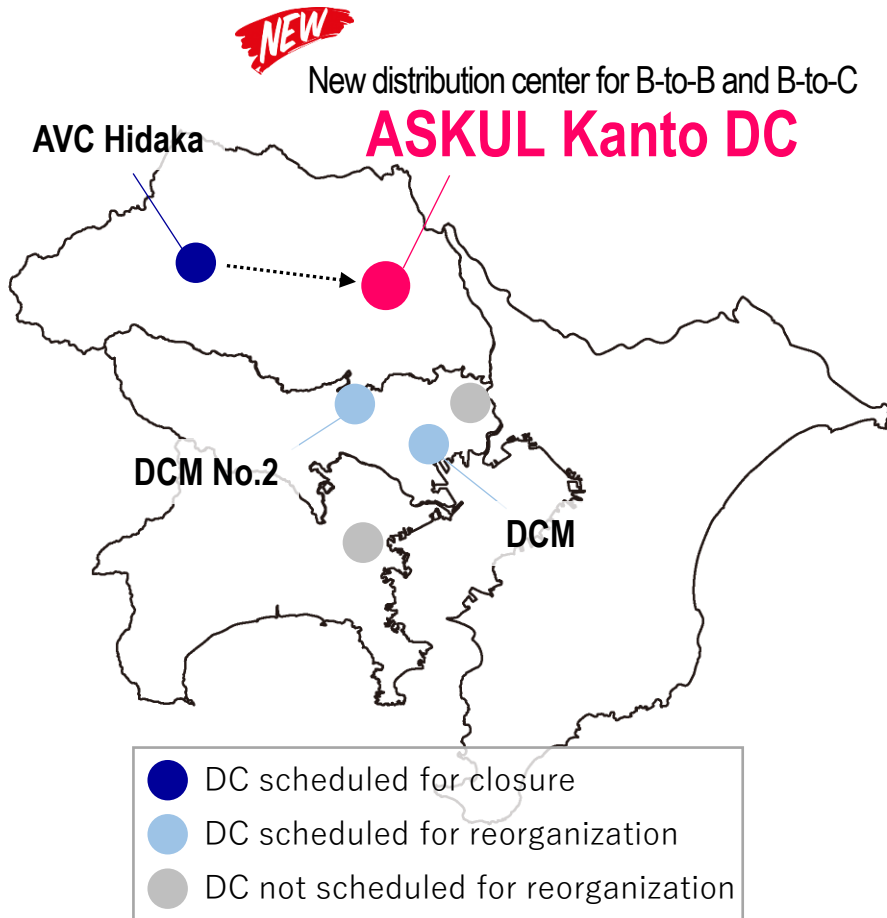 NEW
New distribution center for B-to-B and B-to-C
ASKUL Kanto DC
AVC Hidaka
DCM No.2
DCM
DC scheduled for closure
DC scheduled for reorganization
DC not scheduled for reorganization